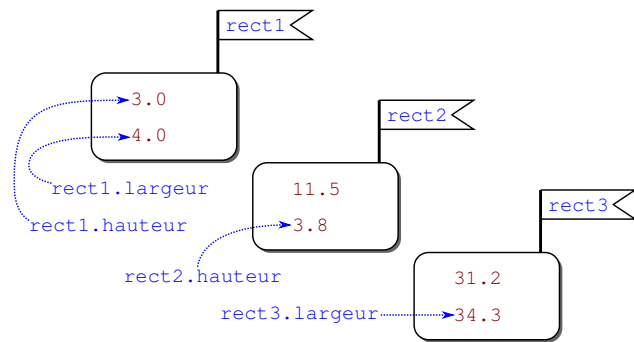 rect1
3.0
4.0
rect1.largeur
rect1.hauteur
rect2
11.5
3.8
rect2.hauteur
rect3
31.2
34.3
rect3.largeur